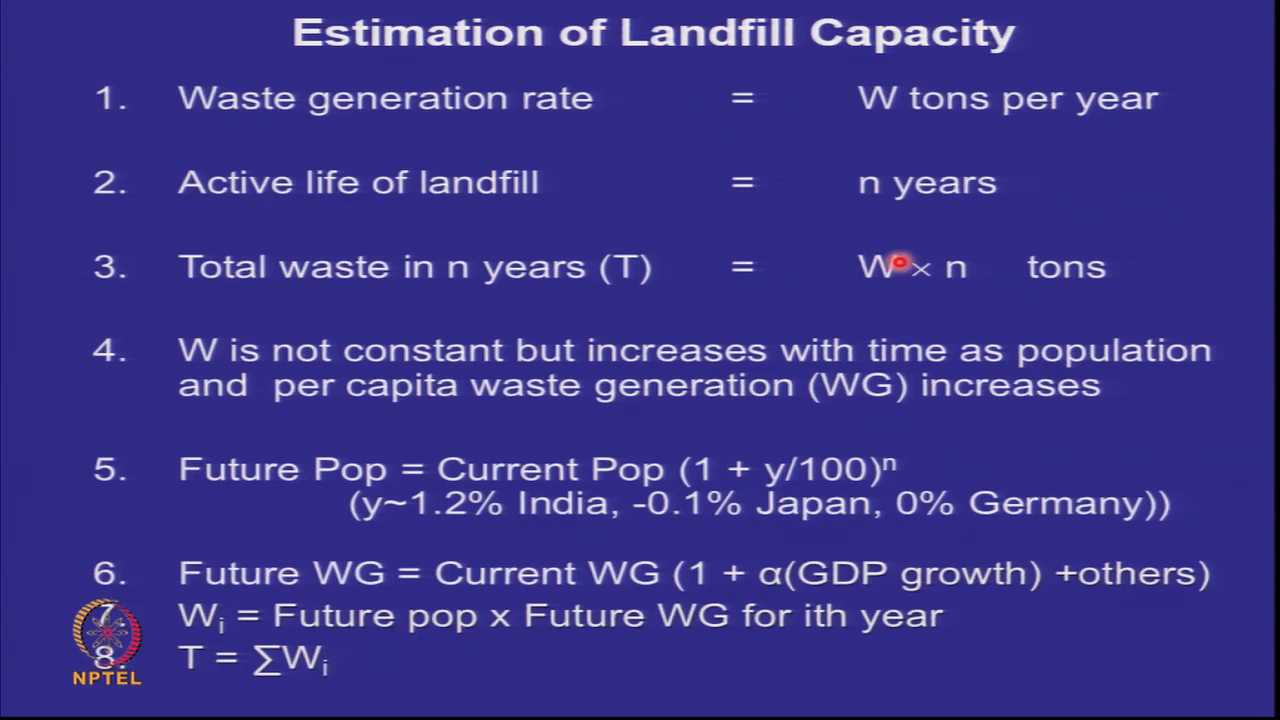 Estimation of Landfill Capacity
1. Waste generation rate = W tons per year
2. Active life of landfill = n years
3. Total waste in n years (T) = W × n tons
4. W is not constant but increases with time as population
and per capita waste generation (WG) increases
5. Future Pop = Current Pop (1 + y/100)ⁿ
(y~1.2% India, -0.1% Japan, 0% Germany))
6. Future WG = Current WG (1 + α(GDP growth) +others)
7. Wᵢ = Future pop x Future WG for ith year
8. T = ∑Wᵢ
NPTEL